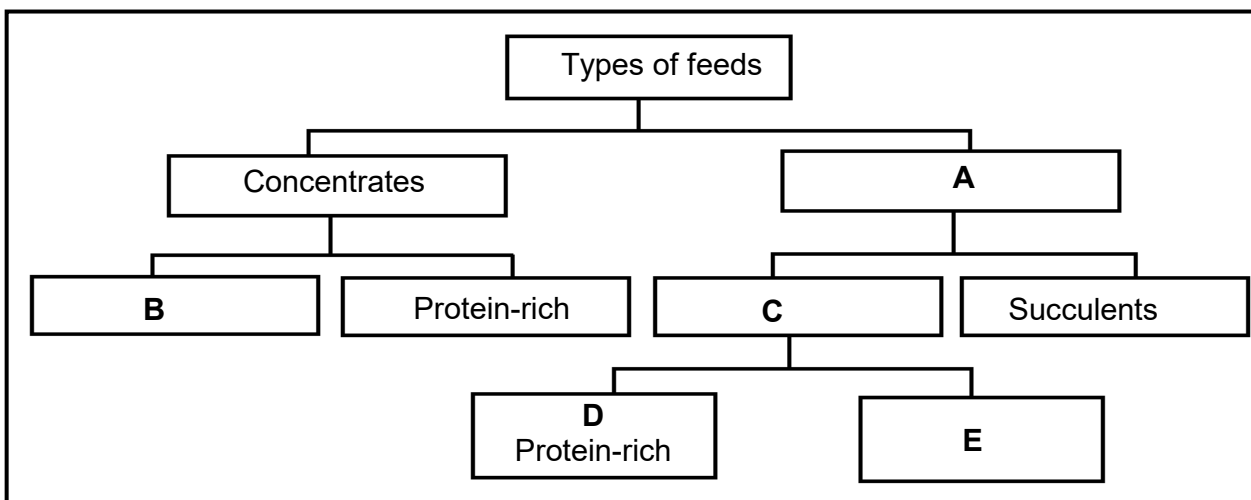 Types of feeds
Concentrates
A
B
Protein-rich
C
Succulents
D
Protein-rich
E